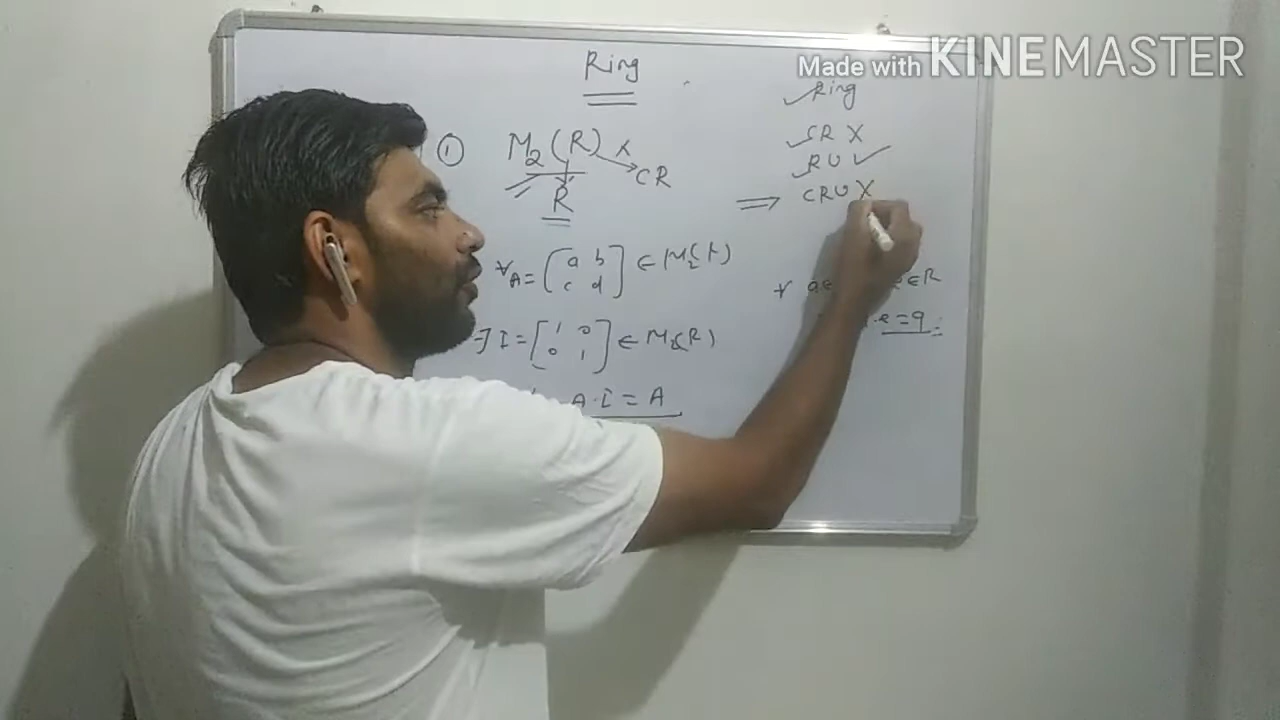 Made with KINEMASTER
Ring
① M₂(R) X
CR
R
∀ A = [a b
c d] ∈ M₂(R)
∃ I = [1 0
0 1] ∈ M₂(R)
A·I = A
✓ Ring
✓ CR X
✓ RU ✓
⇒ CRU X
∀ ∈R
·e = a